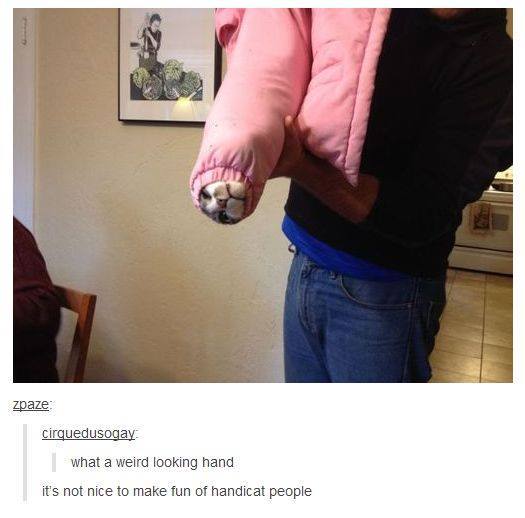 zpaze:
cirquedusogay:
what a weird looking hand
it's not nice to make fun of handicat people